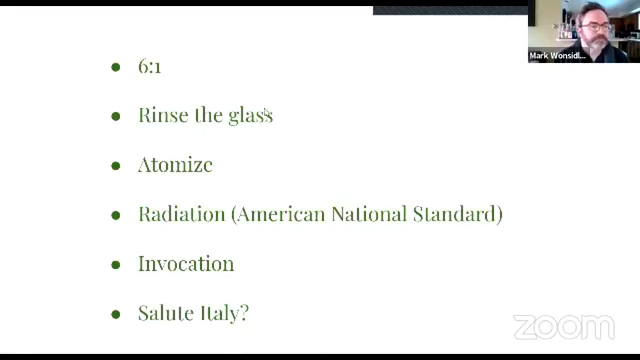 6:1
Rinse the glass
Atomize
Radiation (American National Standard)
Invocation
Salute Italy?
Mark Wonsidl...
zoom